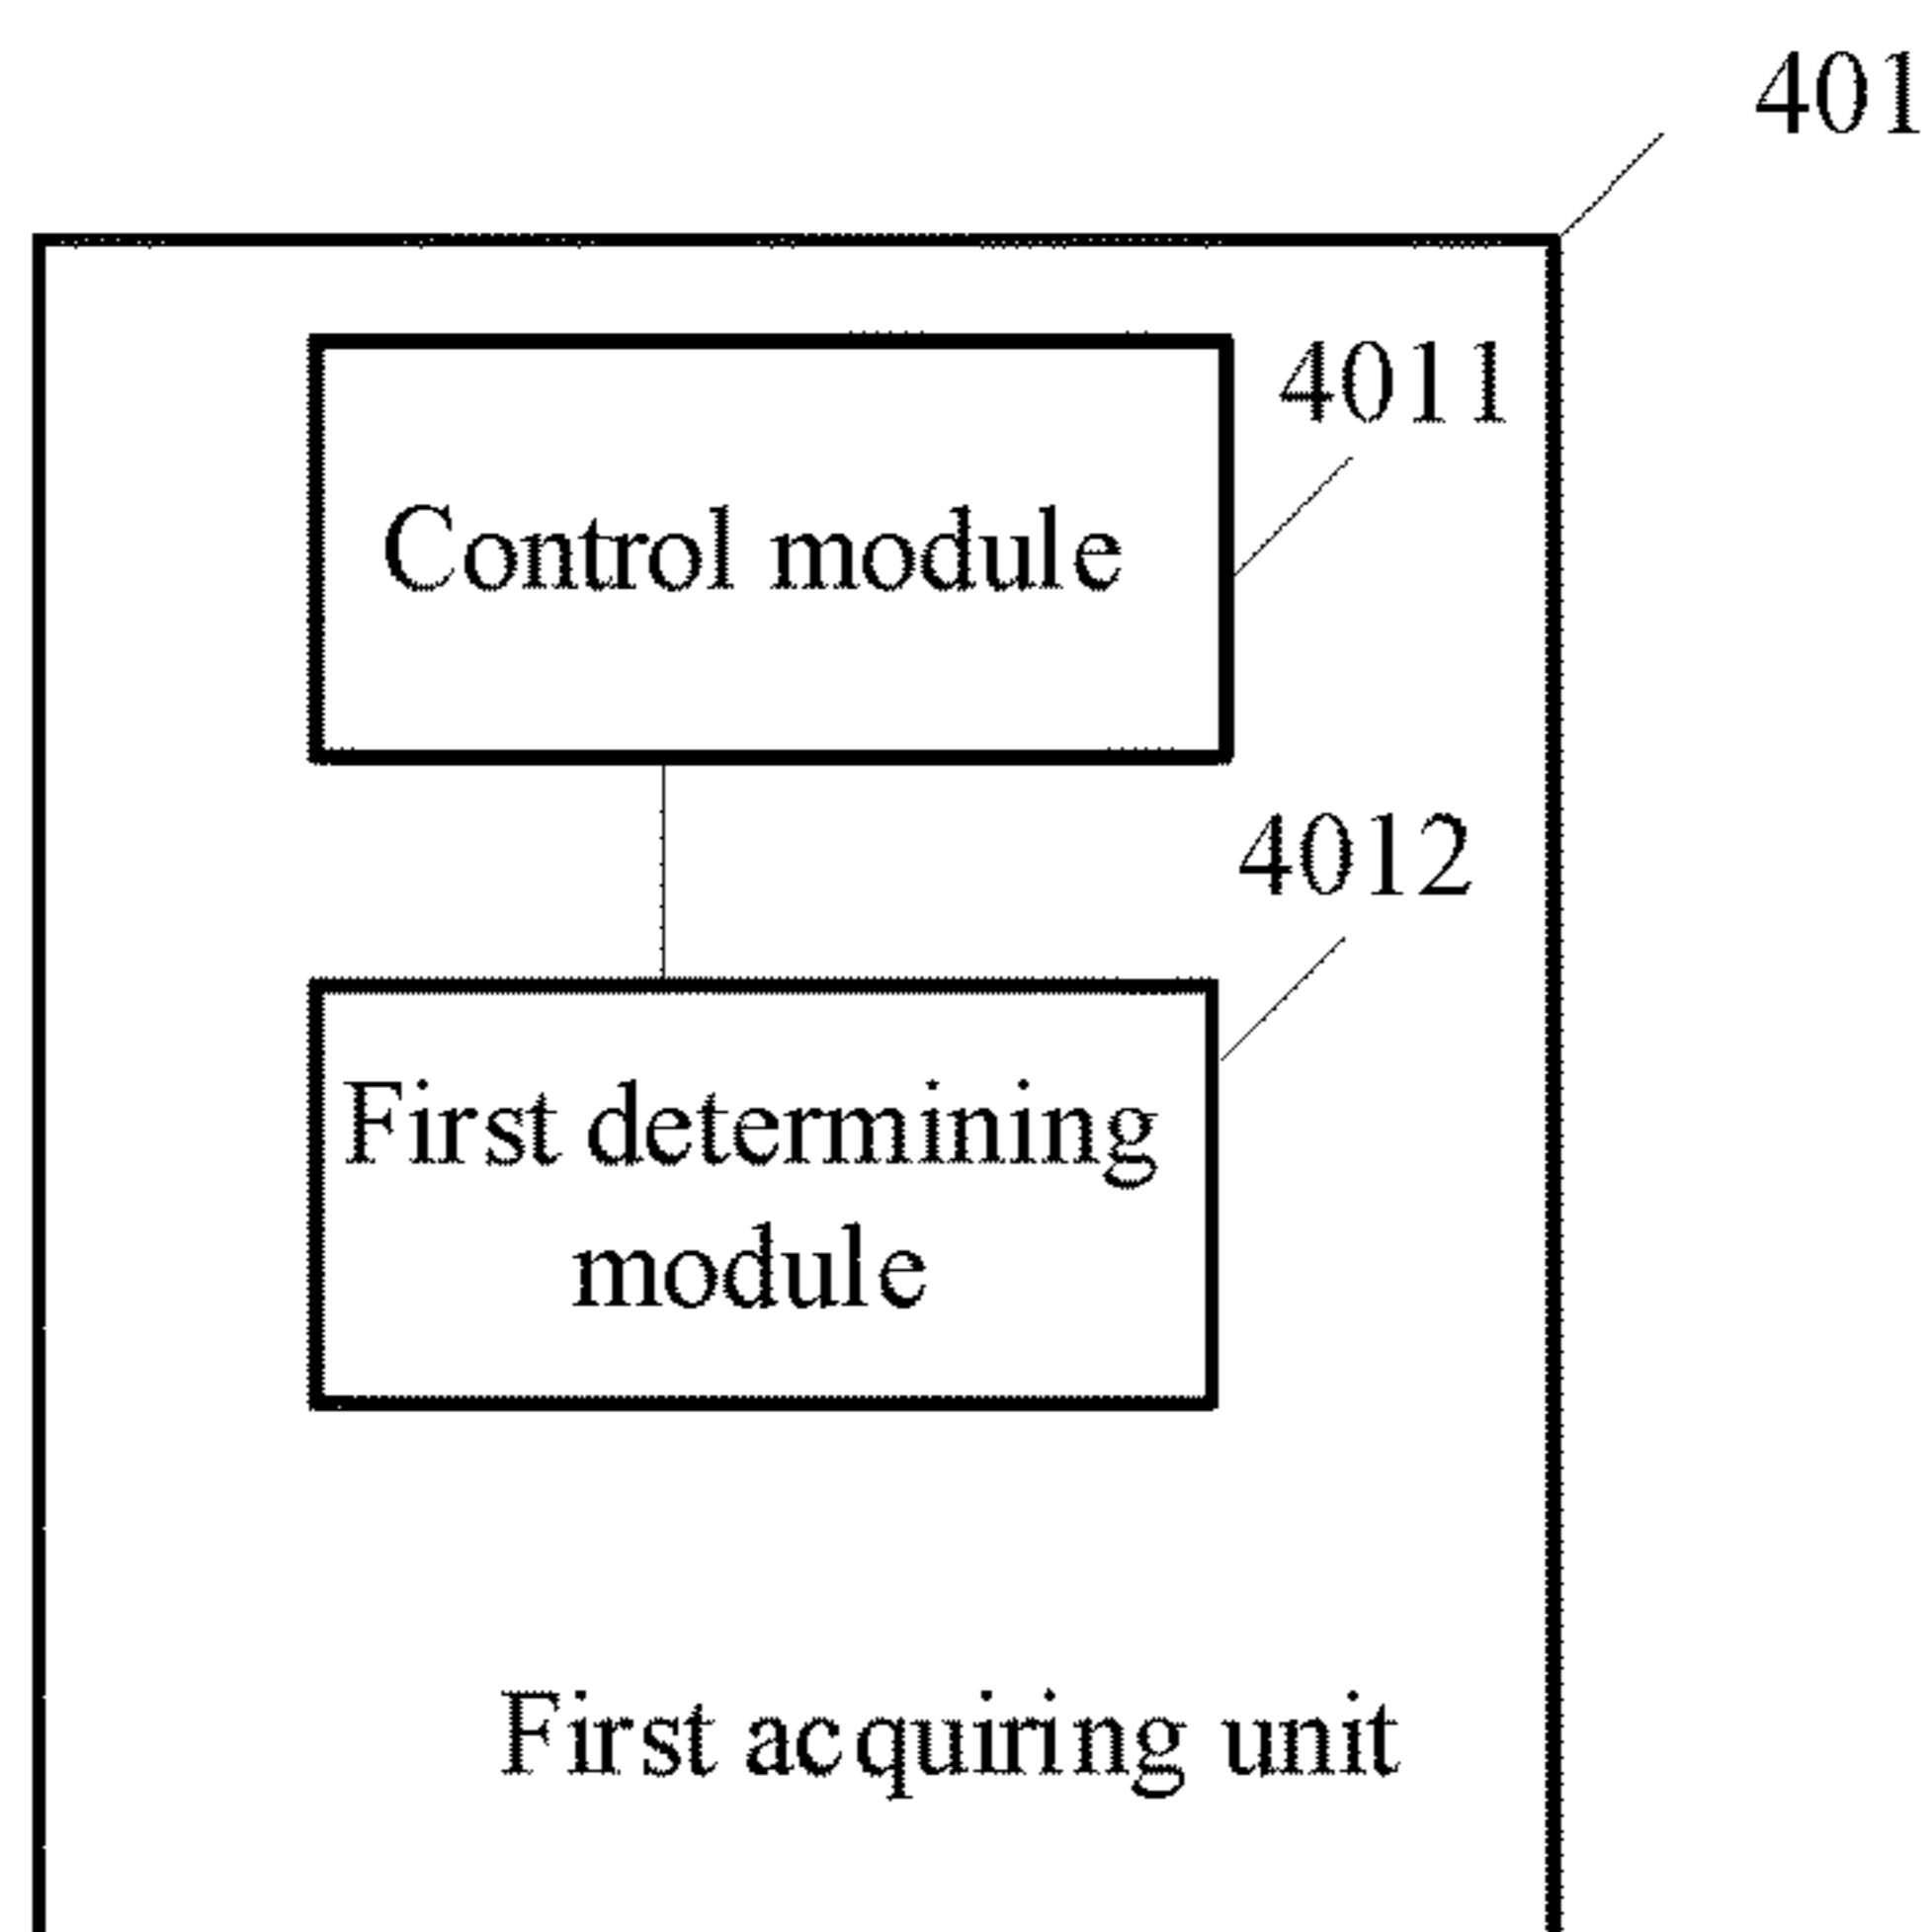 401
4011
Control module
4012
First determining
module
First acquiring unit